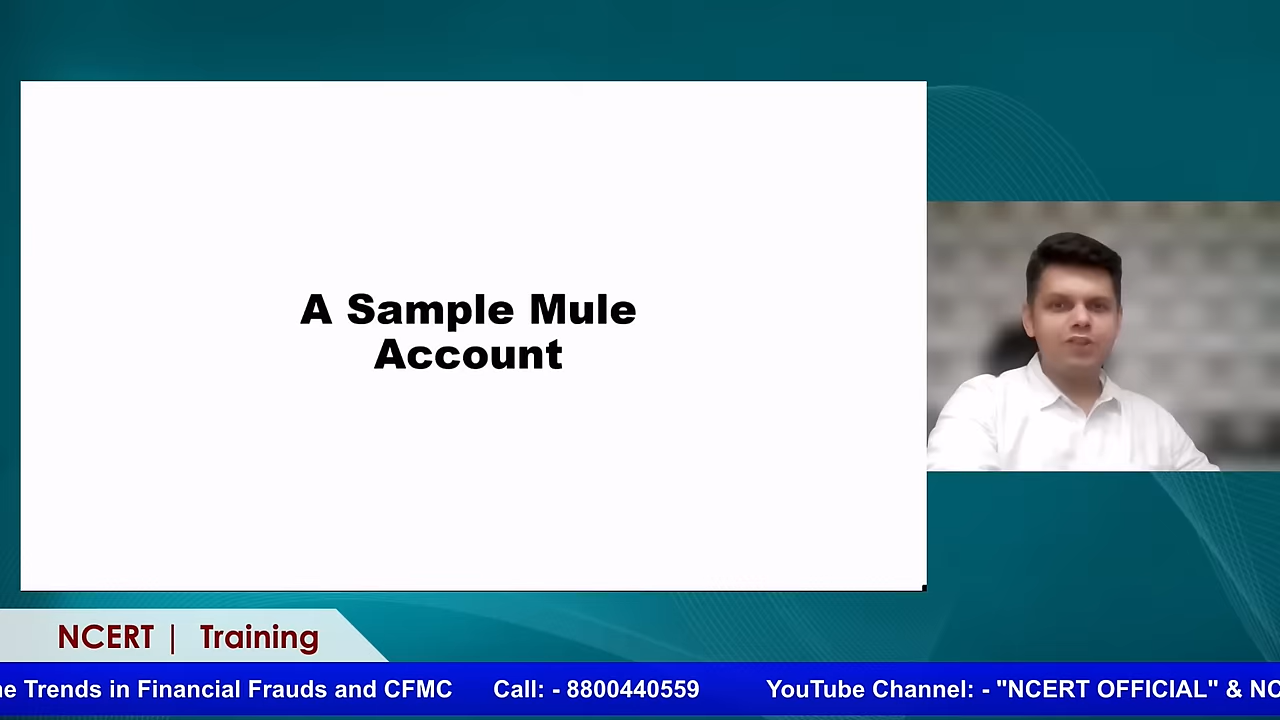 A Sample Mule
Account
NCERT | Training
Trends in Financial Frauds and CFMC Call: - 8800440559 YouTube Channel: - "NCERT OFFICIAL" &